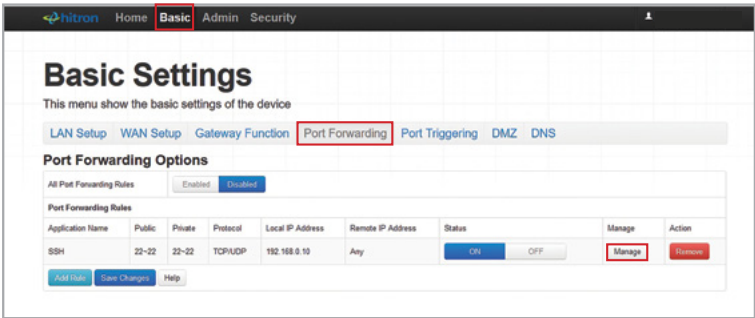 hitron Home Basic Admin Security
Basic Settings
This menu show the basic settings of the device
LAN Setup WAN Setup Gateway Function Port Forwarding Port Triggering DMZ DNS
Port Forwarding Options
All Port Forwarding Rules Enabled Disabled
Port Forwarding Rules
Application Name Public Private Protocol Local IP Address Remote IP Address Status Manage Action
SSH 22~22 22~22 TCP/UDP 192.168.0.10 Any ON OFF Manage Remove
Add Rule Save Changes Help